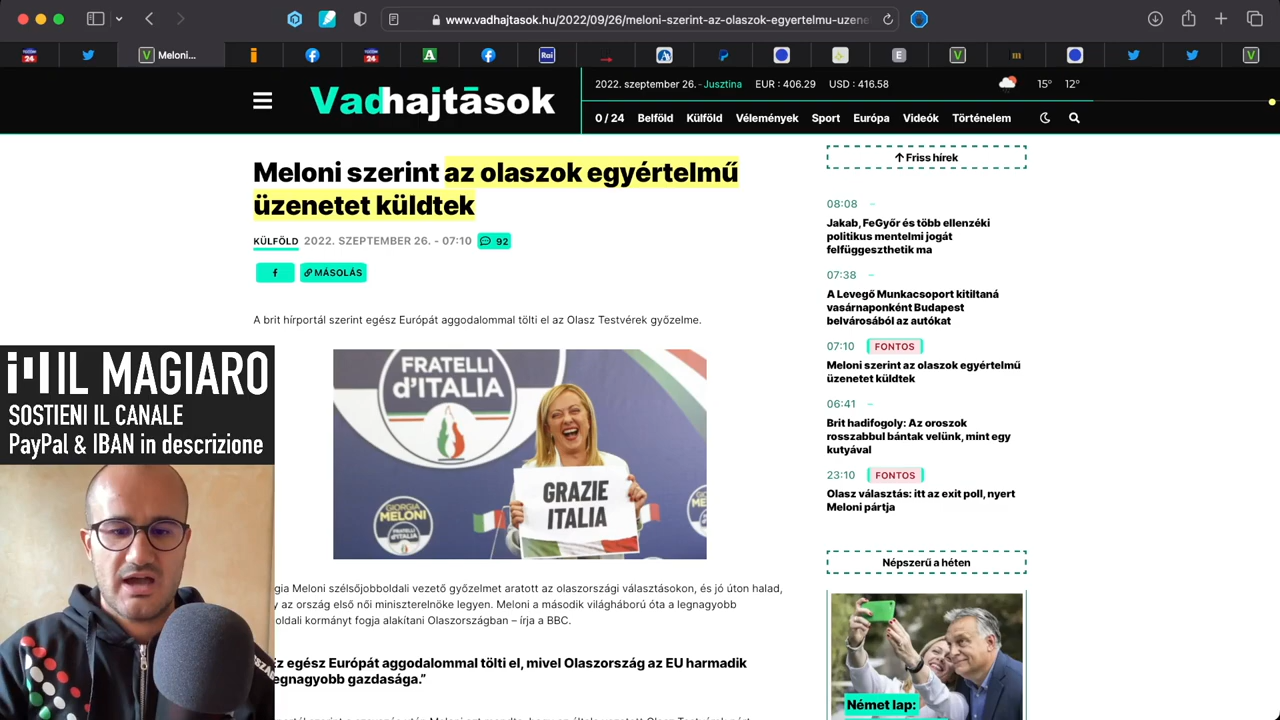 www.vadhajtasok.hu/2022/09/26/meloni-szerint-az-olaszok-egyertelmu-uzene
Meloni...
Rai
Vadhajtāsok
2022. szeptember 26. - Jusztina EUR : 406.29 USD : 416.58 15° 12°
0 / 24 Belföld Külföld Vélemények Sport Európa Videók Történelem
Meloni szerint az olaszok egyértelmű
üzenetet küldtek
KÜLFÖLD 2022. SZEPTEMBER 26. - 07:10 92
MÁSOLÁS
A brit hírportál szerint egész Európát aggodalommal tölti el az Olasz Testvérek győzelme.
FRATELLI
d'ITALIA
GRAZIE
ITALIA
GIORGIA
MELONI
FRATELLI
d'ITALIA
IL MAGIARO
SOSTIENI IL CANALE
PayPal & IBAN in descrizione
gia Meloni szélsőjobboldali vezető győzelmet aratott az olaszországi választásokon, és jó úton halad,
y az ország első női miniszterelnöke legyen. Meloni a második világháború óta a legnagyobb
oldali kormányt fogja alakítani Olaszországban – írja a BBC.
Ez egész Európát aggodalommal tölti el, mivel Olaszország az EU harmadik
egnagyobb gazdasága.”
↑ Friss hírek
08:08 –
Jakab, FeGyőr és több ellenzéki
politikus mentelmi jogát
felfüggeszthetik ma
07:38 –
A Levegő Munkacsoport kitiltaná
vasárnaponként Budapest
belvárosából az autókat
07:10 FONTOS
Meloni szerint az olaszok egyértelmű
üzenetet küldtek
06:41 –
Brit hadifogoly: Az oroszok
rosszabbul bántak velünk, mint egy
kutyával
23:10 FONTOS
Olasz választás: itt az exit poll, nyert
Meloni pártja
Népszerű a héten
Német lap: